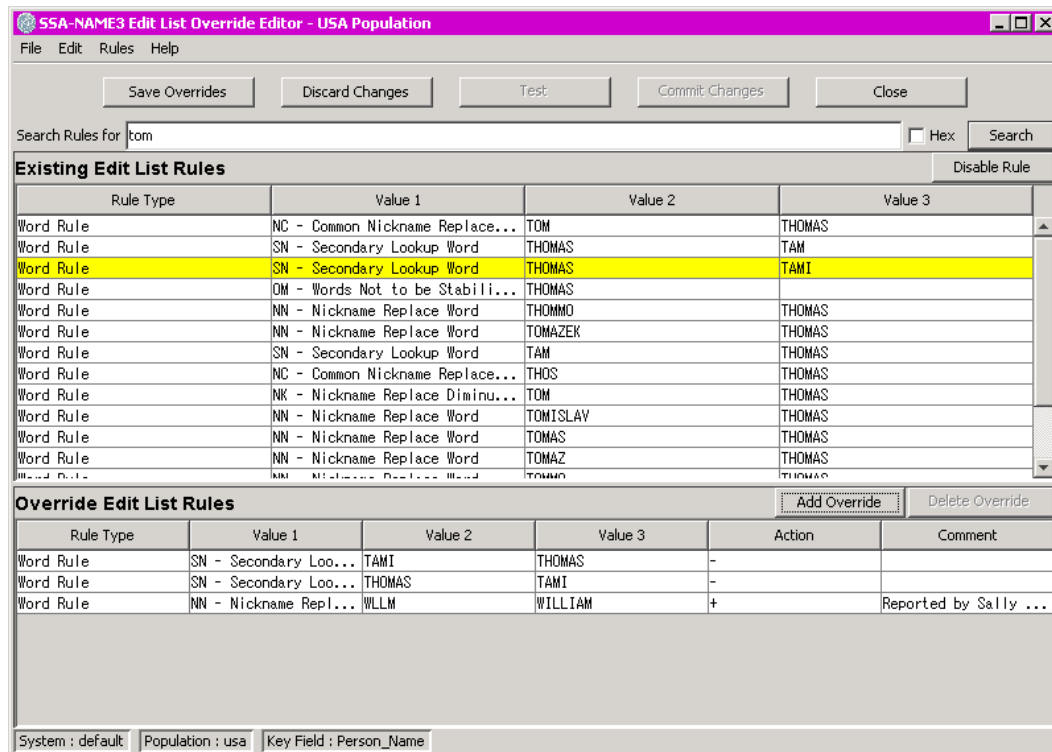 SSA-NAME3 Edit List Override Editor - USA Population
File Edit Rules Help
Save Overrides Discard Changes Test Commit Changes Close
Search Rules for tom Hex Search
Existing Edit List Rules Disable Rule
Rule Type Value 1 Value 2 Value 3
Word Rule NC - Common Nickname Replace... TOM THOMAS
Word Rule SN - Secondary Lookup Word THOMAS TAM
Word Rule SN - Secondary Lookup Word THOMAS TAMI
Word Rule OM - Words Not to be Stabili... THOMAS
Word Rule NN - Nickname Replace Word THOMMO THOMAS
Word Rule NN - Nickname Replace Word TOMAZEK THOMAS
Word Rule SN - Secondary Lookup Word TAM THOMAS
Word Rule NC - Common Nickname Replace... THOS THOMAS
Word Rule NK - Nickname Replace Diminu... TOM THOMAS
Word Rule NN - Nickname Replace Word TOMISLAV THOMAS
Word Rule NN - Nickname Replace Word TOMAS THOMAS
Word Rule NN - Nickname Replace Word TOMAZ THOMAS
Override Edit List Rules Add Override Delete Override
Rule Type Value 1 Value 2 Value 3 Action Comment
Word Rule SN - Secondary Loo... TAMI THOMAS -
Word Rule SN - Secondary Loo... THOMAS TAMI -
Word Rule NN - Nickname Repl... WLLM WILLIAM + Reported by Sally ...
System : default Population : usa Key Field : Person_Name